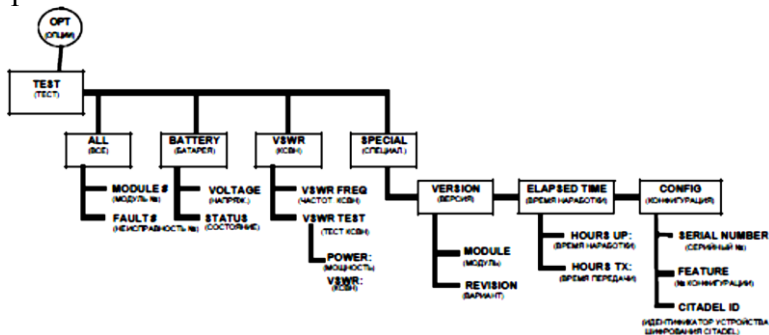 OPT
(ОПЦИИ)
TEST
(ТЕСТ)
ALL
(ВСЕ)
BATTERY
(БАТАРЕЯ)
VSWR
(КСВН)
SPECIAL
(СПЕЦИАЛ.)
MODULE #
(МОДУЛЬ №)
FAULT #
(НЕИСПРАВНОСТЬ №)
VOLTAGE
(НАПРЯЖ.)
STATUS
(СОСТОЯНИЕ)
VSWR FREQ
(ЧАСТОТ КСВН)
VSWR TEST
(ТЕСТ КСВН)
POWER:
(МОЩНОСТЬ)
VSWR:
(КСВН)
VERSION
(ВЕРСИЯ)
ELAPSED TIME
(ВРЕМЯ НАРАБОТКИ)
CONFIG
(КОНФИГУРАЦИЯ)
MODULE
(МОДУЛЬ)
REVISION
(ВАРИАНТ)
HOURS UP:
(ВРЕМЯ НАРАБОТКИ)
HOURS TX:
(ВРЕМЯ ПЕРЕДАЧИ)
SERIAL NUMBER
(СЕРИЙНЫЙ №)
FEATURE
(№ КОНФИГУРАЦИИ)
CITADEL ID
(ИДЕНТИФИКАТОР УСТРОЙСТВА
ШИФРОВАНИЯ CITADEL)